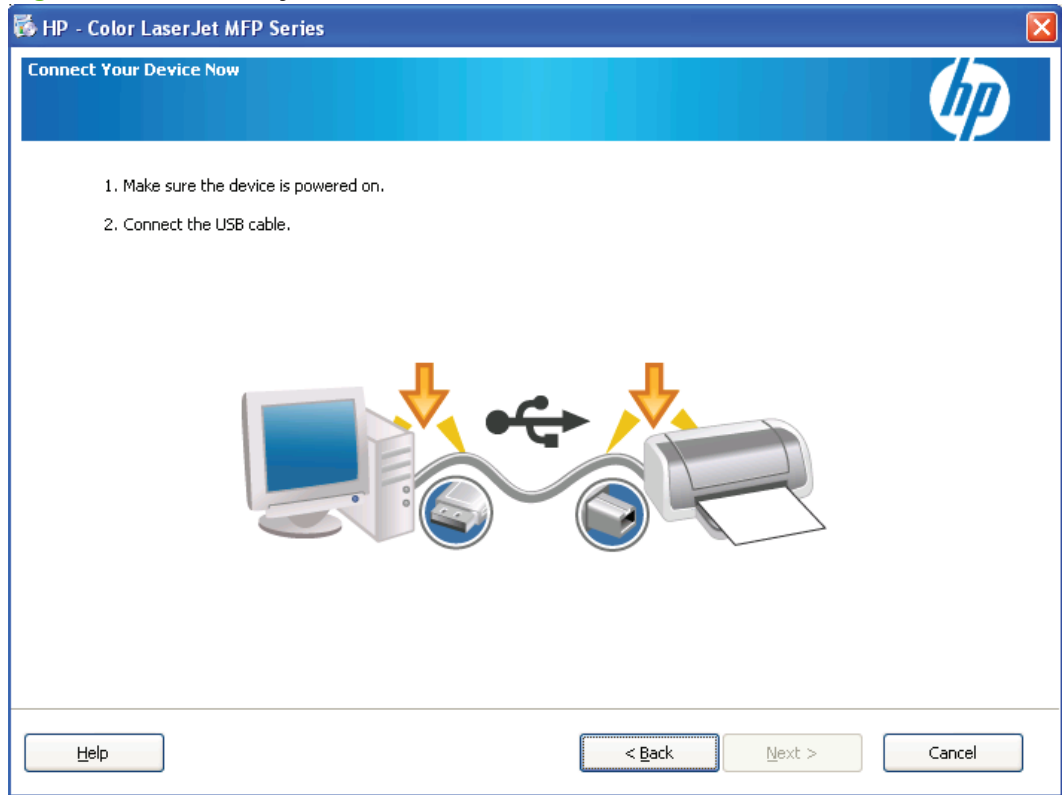 HP - Color LaserJet MFP Series
Connect Your Device Now
hp
1. Make sure the device is powered on.
2. Connect the USB cable.
Help
< Back
Next >
Cancel